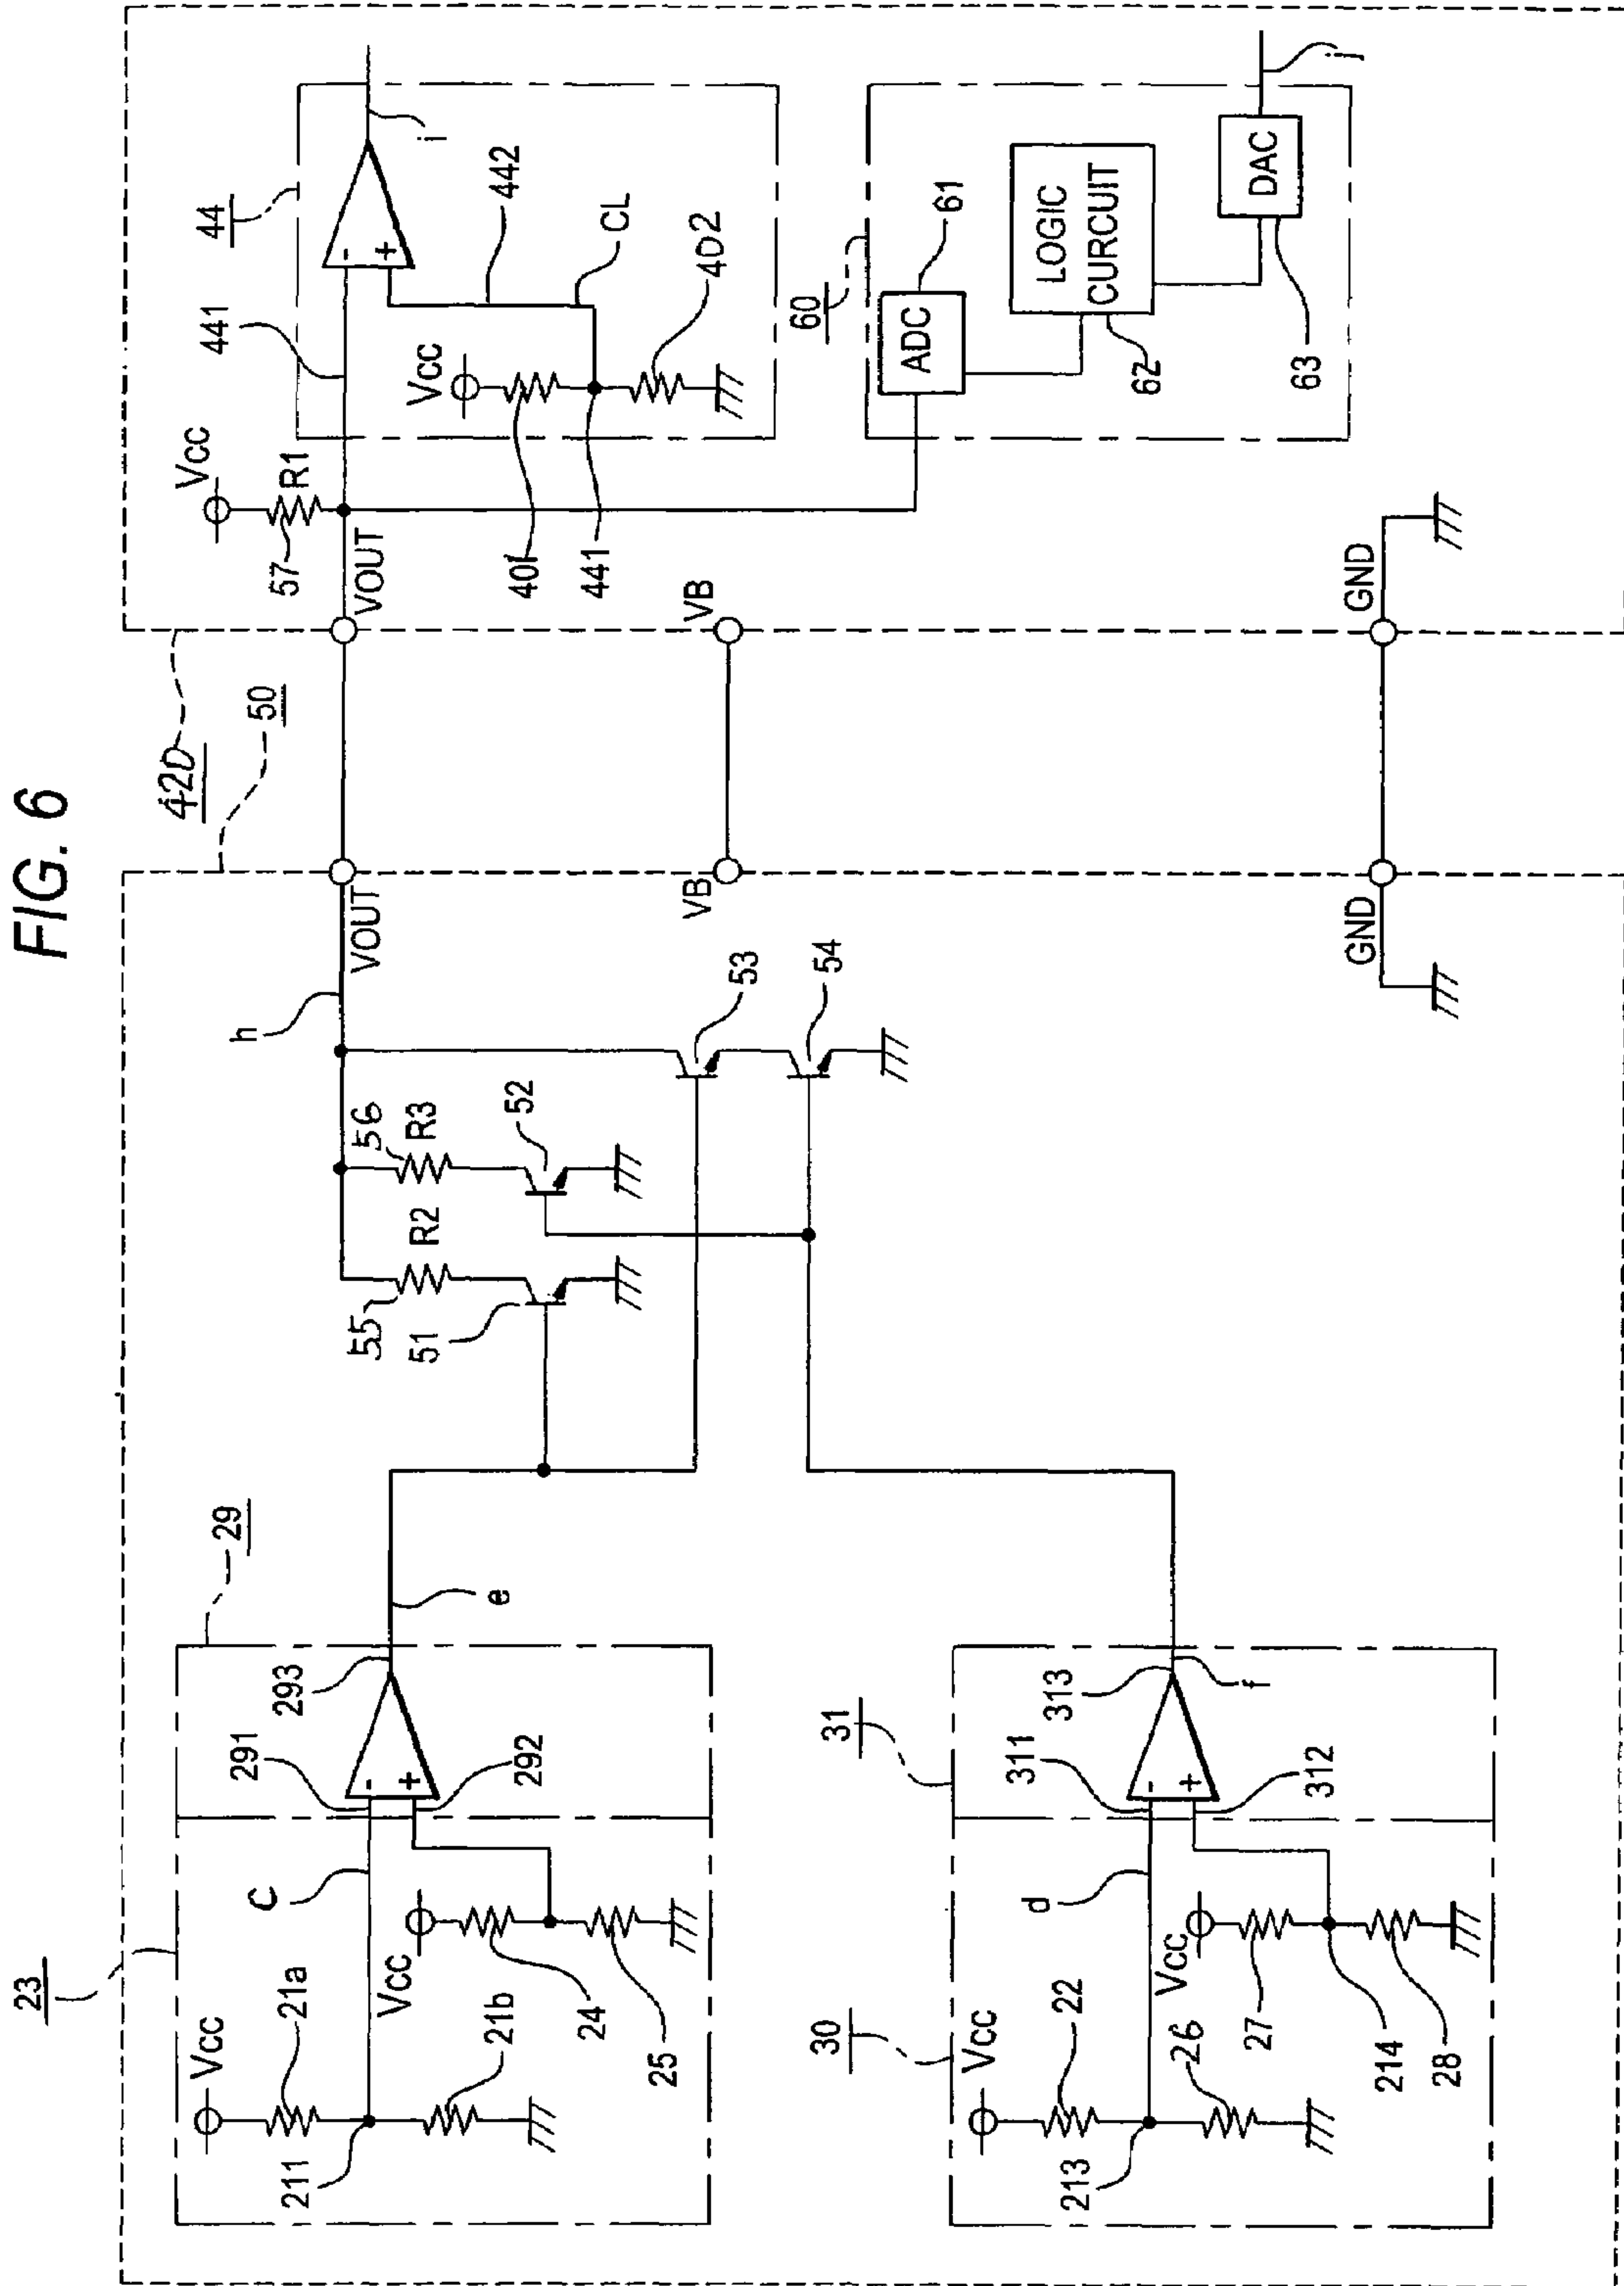 FIG. 6
23
29
50
42D
Vcc
21a
211
21b
C
Vcc
24
25
291
292
293
e
30
31
Vcc
22
213
26
d
Vcc
27
214
28
311
312
313
f
55
R2
51
56
R3
52
53
54
h
VOUT
VB
GND
VOUT
VB
GND
57
R1
Vcc
441
44
-
+
i
442
CL
Vcc
401
441
402
60
ADC
61
LOGIC
CURCUIT
62
DAC
63
j
-
+
-
+